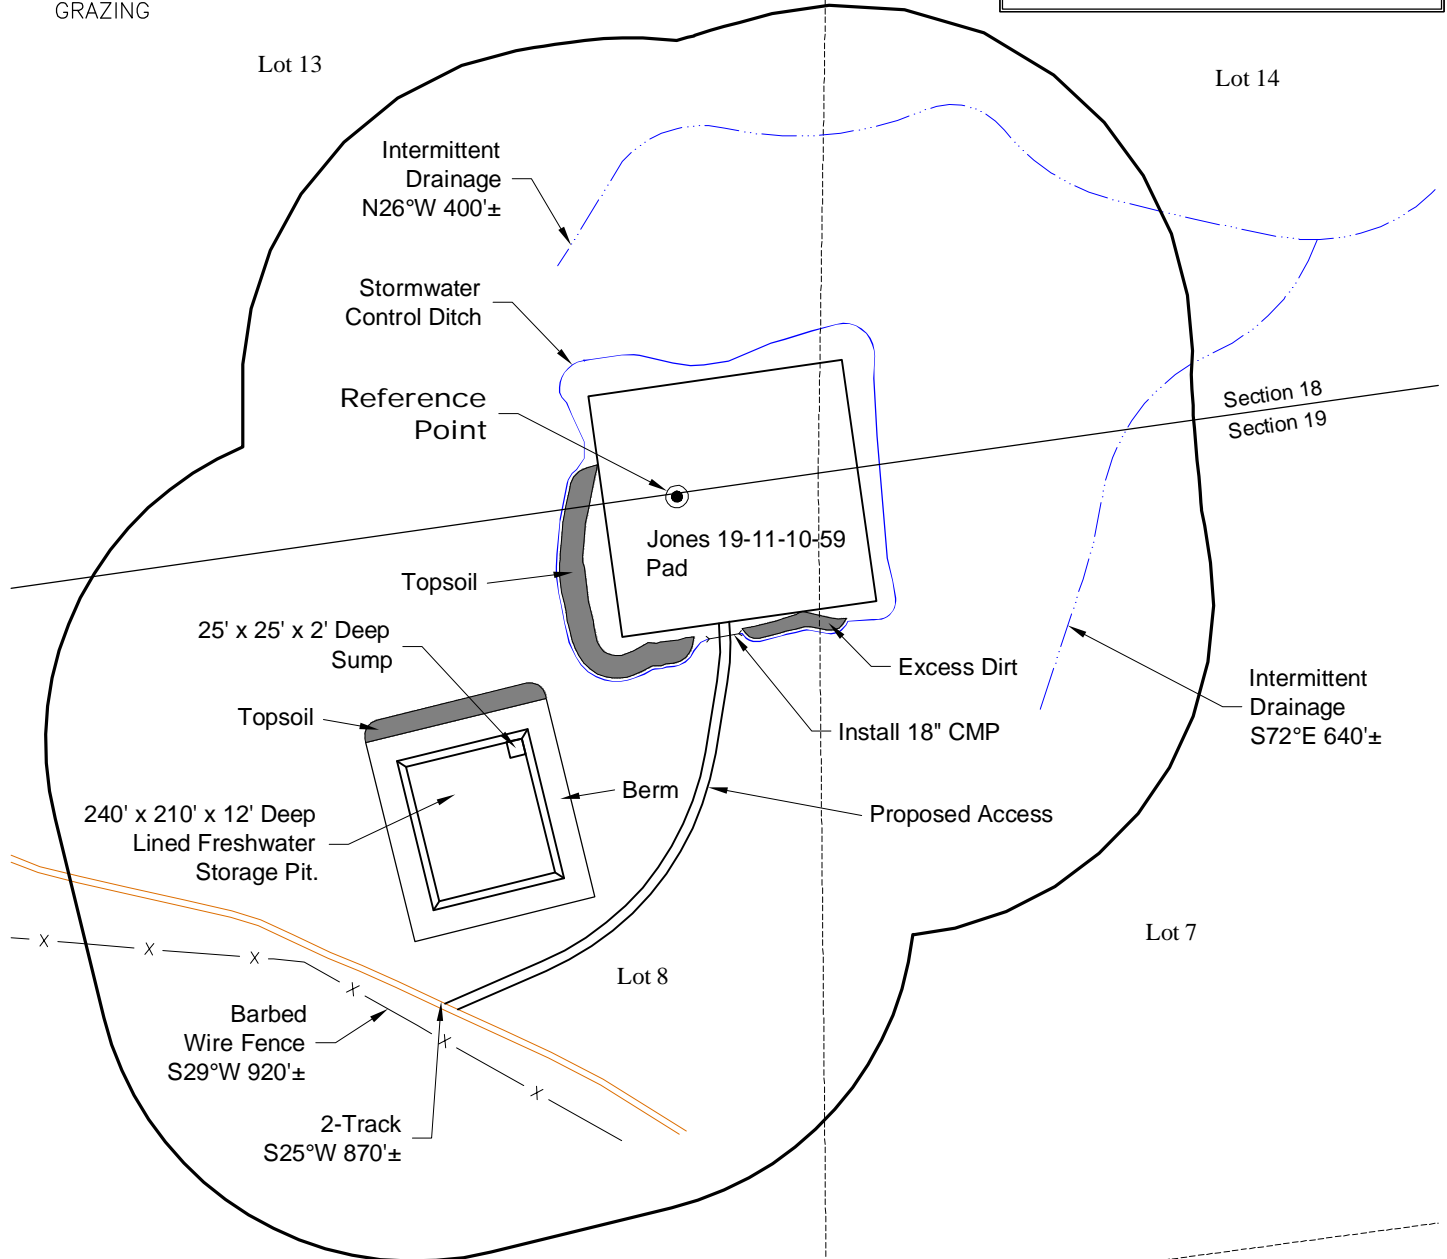 GRAZING
Lot 13
Lot 14
Intermittent
Drainage
N26°W 400'±
Stormwater
Control Ditch
Reference
Point
Section 18
Section 19
Jones 19-11-10-59
Pad
Topsoil
25' x 25' x 2' Deep
Sump
Excess Dirt
Intermittent
Drainage
S72°E 640'±
Topsoil
Install 18" CMP
Berm
240' x 210' x 12' Deep
Lined Freshwater
Storage Pit.
Proposed Access
Lot 7
X X X X X X
Lot 8
Barbed
Wire Fence
S29°W 920'±
2-Track
S25°W 870'±